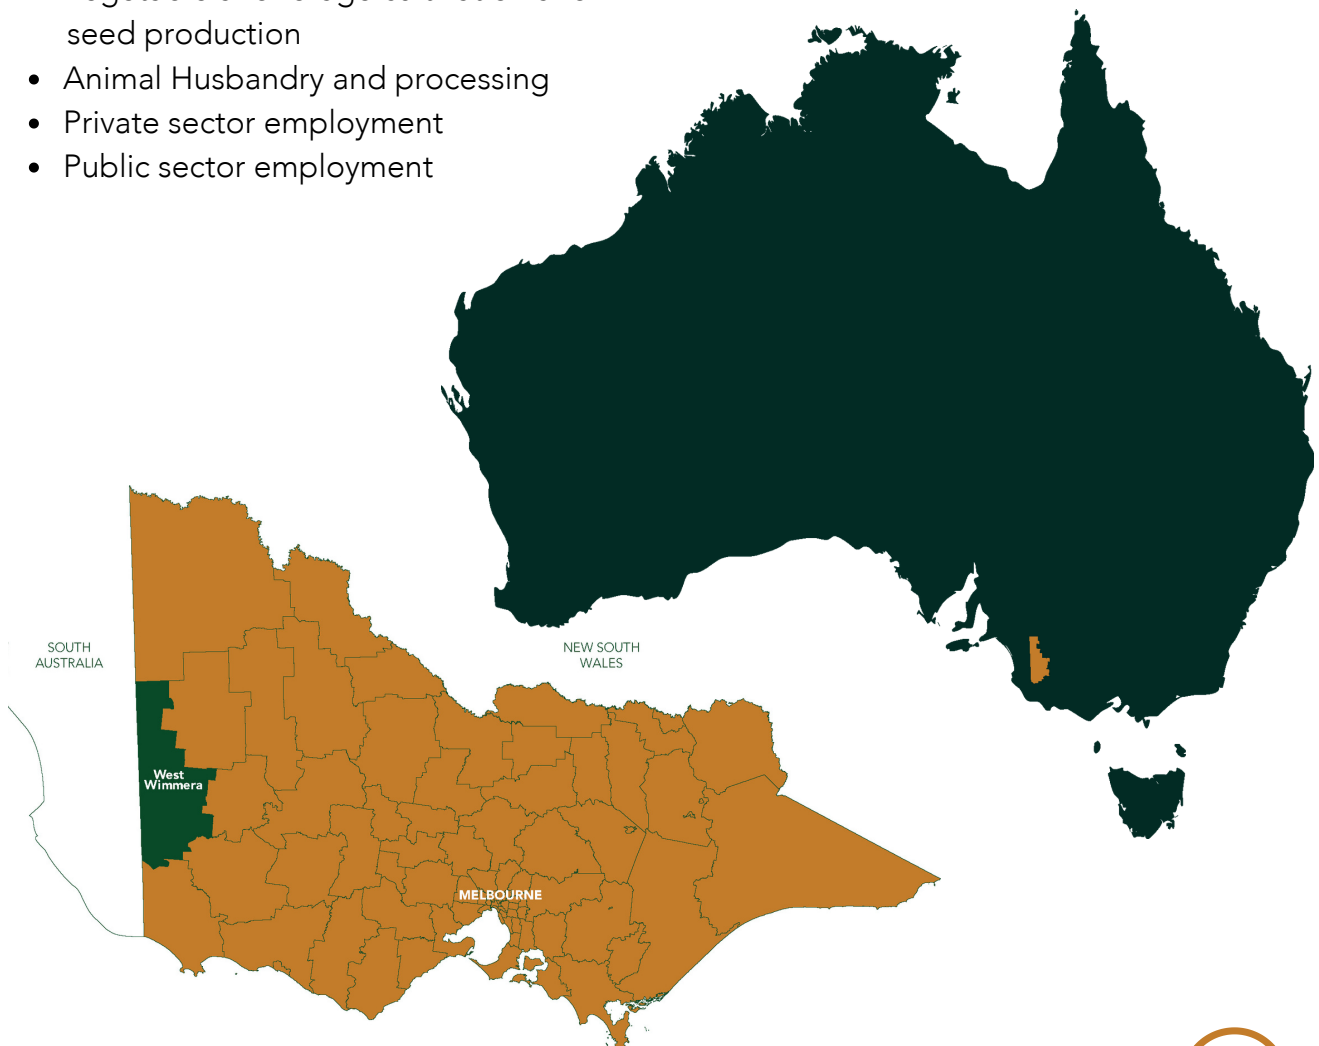 seed production
• Animal Husbandry and processing
• Private sector employment
• Public sector employment
SOUTH
AUSTRALIA
NEW SOUTH
WALES
West
Wimmera
MELBOURNE